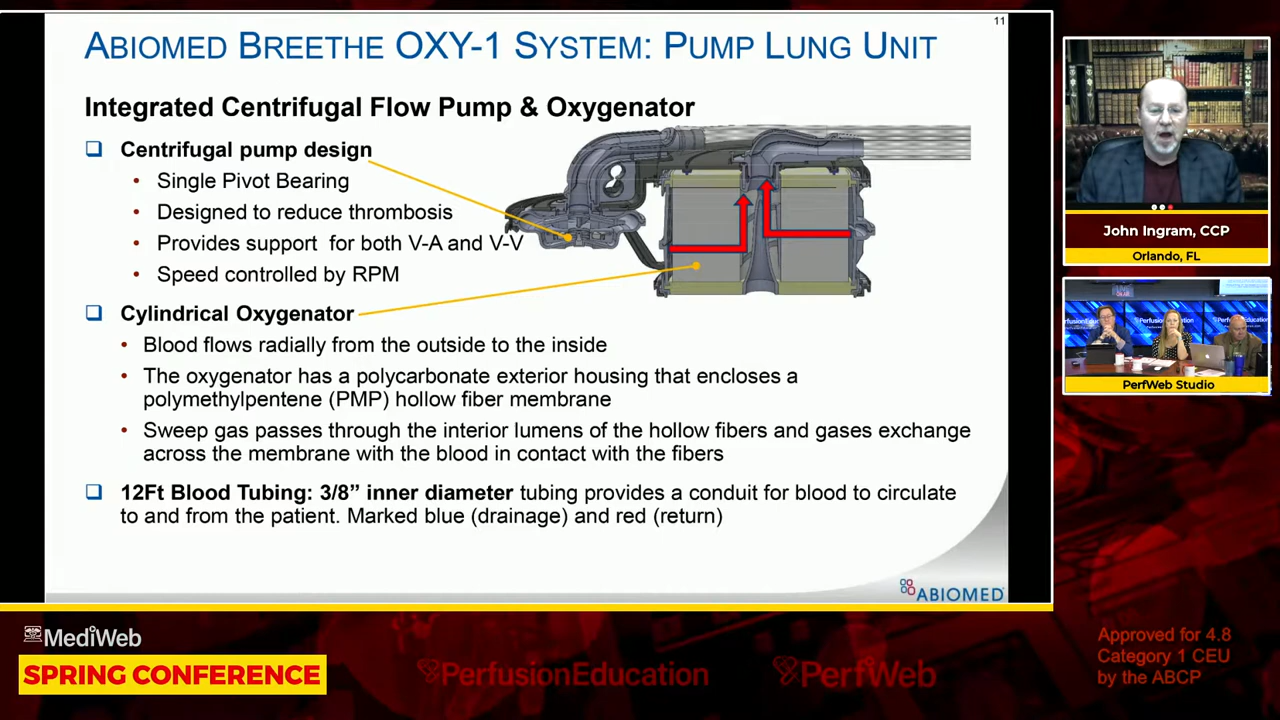 11
ABIOMED BREETHE OXY-1 SYSTEM: PUMP LUNG UNIT
Integrated Centrifugal Flow Pump & Oxygenator
❑ Centrifugal pump design
• Single Pivot Bearing
• Designed to reduce thrombosis
• Provides support for both V-A and V-V
• Speed controlled by RPM
❑ Cylindrical Oxygenator
• Blood flows radially from the outside to the inside
• The oxygenator has a polycarbonate exterior housing that encloses a
polymethylpentene (PMP) hollow fiber membrane
• Sweep gas passes through the interior lumens of the hollow fibers and gases exchange
across the membrane with the blood in contact with the fibers
❑ 12Ft Blood Tubing: 3/8” inner diameter tubing provides a conduit for blood to circulate
to and from the patient. Marked blue (drainage) and red (return)
ABIOMED
John Ingram, CCP
Orlando, FL
PerfusionEducation
PerfWeb Studio
MediWeb
SPRING CONFERENCE
PerfusionEducation
PerfWeb
Approved for 4.8
Category 1 CEU
by the ABCP